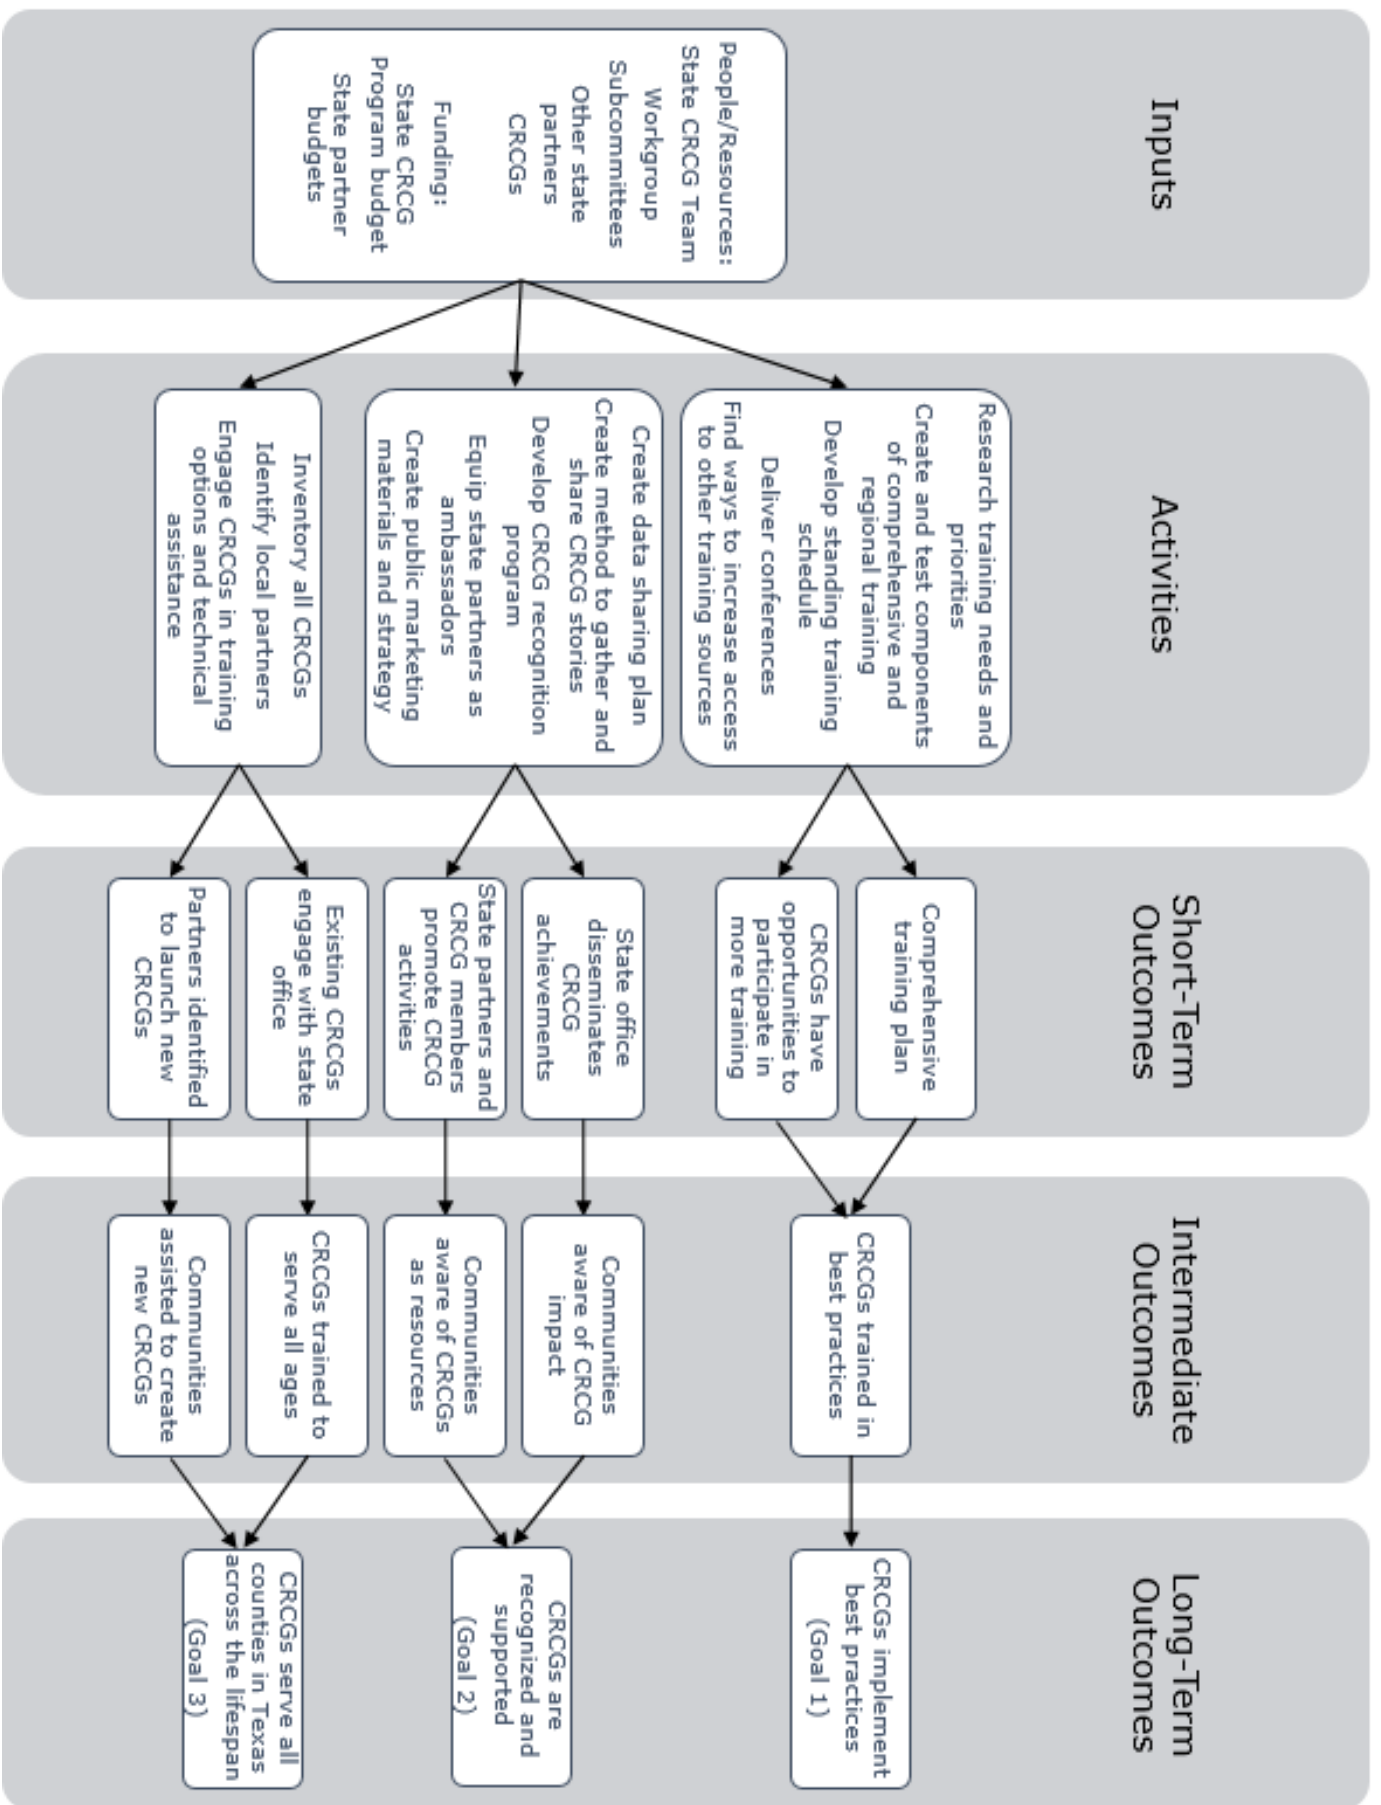 Inputs
People/Resources:
State CRCG Team
Workgroup
Subcommittees
Other state
partners
CRCGs
Funding:
State CRCG
Program budget
State partner
budgets
Activities
Research training needs and
priorities
Create and test components
of comprehensive and
regional training
Develop standing training
schedule
Deliver conferences
Find ways to increase access
to other training sources
Create data sharing plan
Create method to gather and
share CRCG stories
Develop CRCG recognition
program
Equip state partners as
ambassadors
Create public marketing
materials and strategy
Inventory all CRCGs
Identify local partners
Engage CRCGs in training
options and technical
assistance
Short-Term
Outcomes
Comprehensive
training plan
CRCGs have
opportunities to
participate in
more training
State office
disseminates
CRCG
achievements
State partners and
CRCG members
promote CRCG
activities
Existing CRCGs
engage with state
office
Partners identified
to launch new
CRCGs
Intermediate
Outcomes
CRCGs trained in
best practices
Communities
aware of CRCG
impact
Communities
aware of CRCGs
as resources
CRCGs trained to
serve all ages
Communities
assisted to create
new CRCGs
Long-Term
Outcomes
CRCGs implement
best practices
(Goal 1)
CRCGs are
recognized and
supported
(Goal 2)
CRCGs serve all
counties in Texas
across the lifespan
(Goal 3)